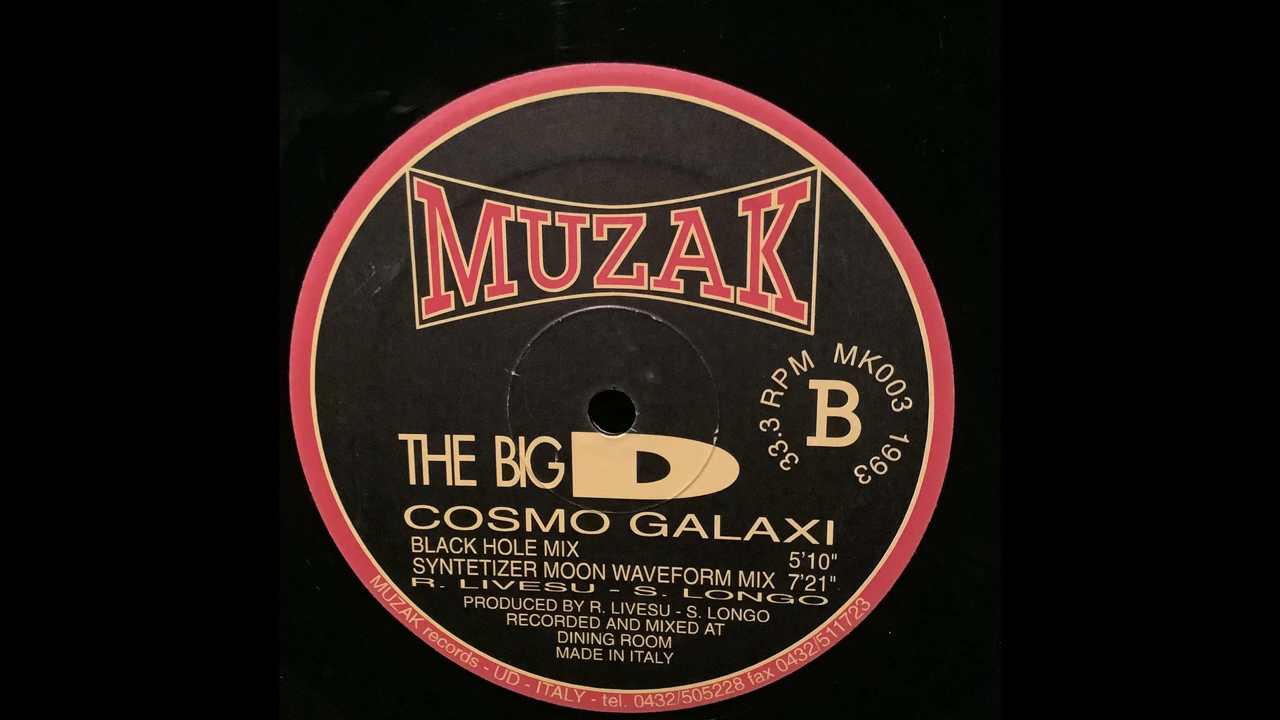 MUZAK
33.3 RPM MK003 1993
B
THE BIG D
COSMO GALAXI
BLACK HOLE MIX 5'10"
SYNTETIZER MOON WAVEFORM MIX 7'21"
R. LIVESU - S. LONGO
PRODUCED BY R. LIVESU - S. LONGO
RECORDED AND MIXED AT
DINING ROOM
MADE IN ITALY
MUZAK records - UD - ITALY - tel. 0432/505228 fax 0432/511723